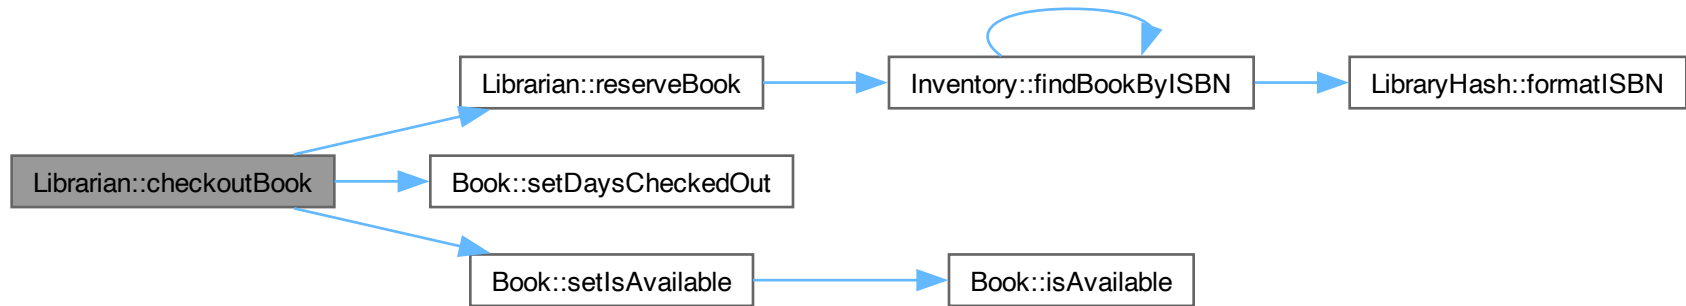 Librarian::reserveBook
Inventory::findBookByISBN
LibraryHash::formatISBN
Librarian::checkoutBook
Book::setDaysCheckedOut
Book::setIsAvailable
Book::isAvailable